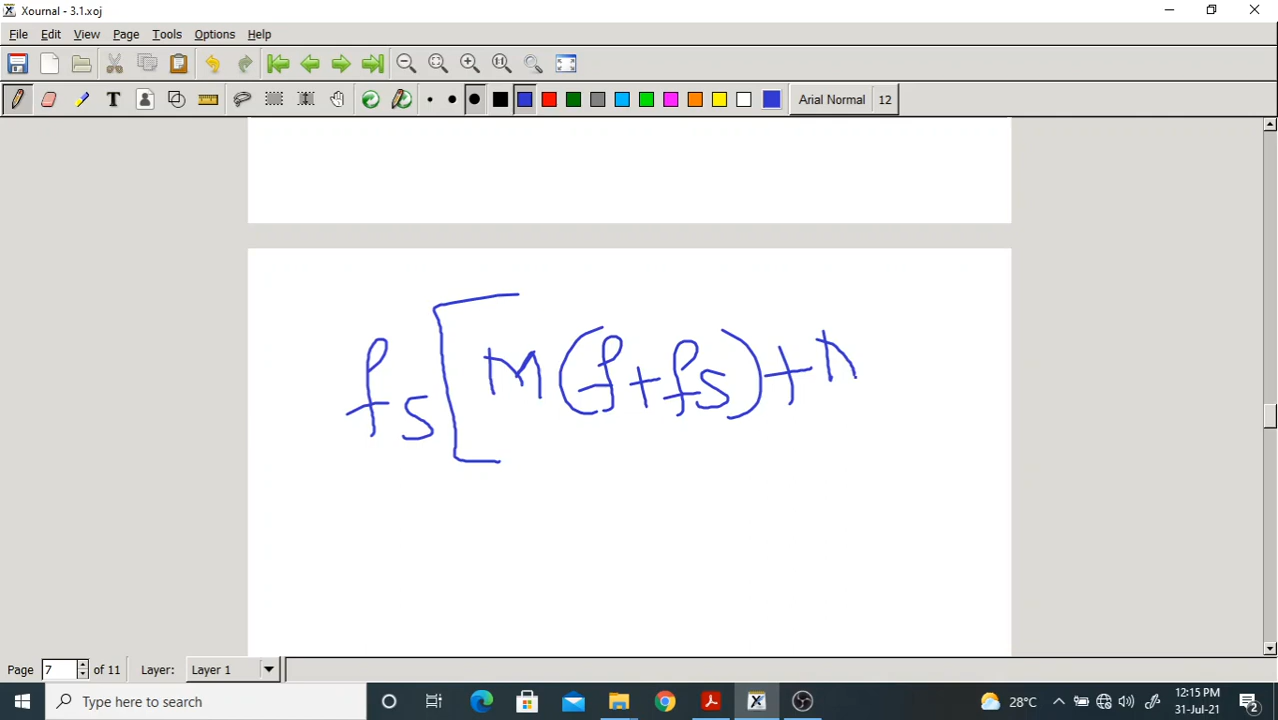 Xournal - 3.1.xoj
File Edit View Page Tools Options Help
T Arial Normal 12
fs[M(f+fs)+
Page 7 of 11 Layer: Layer 1
Type here to search 28°C 12:15 PM
31-Jul-21 2